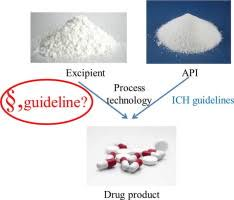 Excipient
API
Process
technology
§,guideline?
ICH guidelines
Drug product